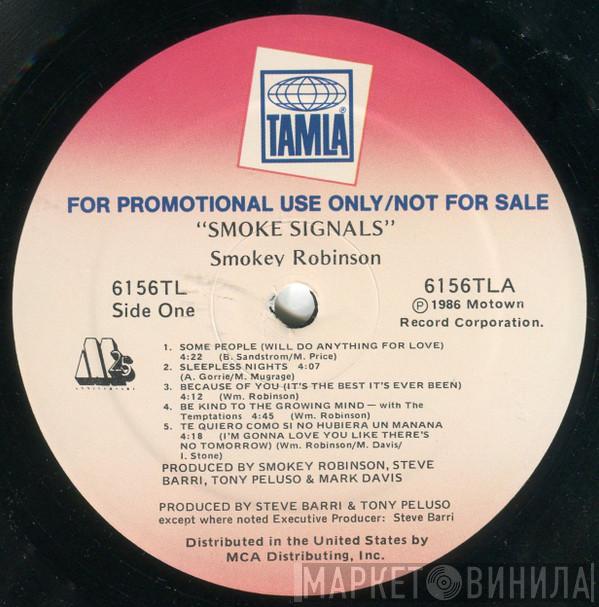 TAMLA®
FOR PROMOTIONAL USE ONLY/NOT FOR SALE
"SMOKE SIGNALS"
Smokey Robinson
6156TL
Side One
6156TLA
Ⓟ 1986 Motown
Record Corporation.
M25
ANNIVERSARY
1. SOME PEOPLE (WILL DO ANYTHING FOR LOVE)
4:22 (B. Sandstrom/M. Price)
2. SLEEPLESS NIGHTS 4:07
(A. Gorrie/M. Mugrage)
3. BECAUSE OF YOU (IT'S THE BEST IT'S EVER BEEN)
4:12 (Wm. Robinson)
4. BE KIND TO THE GROWING MIND — with The
Temptations 4:45 (Wm. Robinson)
5. TE QUIERO COMO SI NO HUBIERA UN MANANA
4:18 (I'M GONNA LOVE YOU LIKE THERE'S
NO TOMORROW) (Wm. Robinson/M. Davis/
I. Stone)
PRODUCED BY SMOKEY ROBINSON, STEVE
BARRI, TONY PELUSO & MARK DAVIS
PRODUCED BY STEVE BARRI & TONY PELUSO
except where noted Executive Producer: Steve Barri
Distributed in the United States by
MCA Distributing, Inc.
МАРКЕТ ВИНИЛА